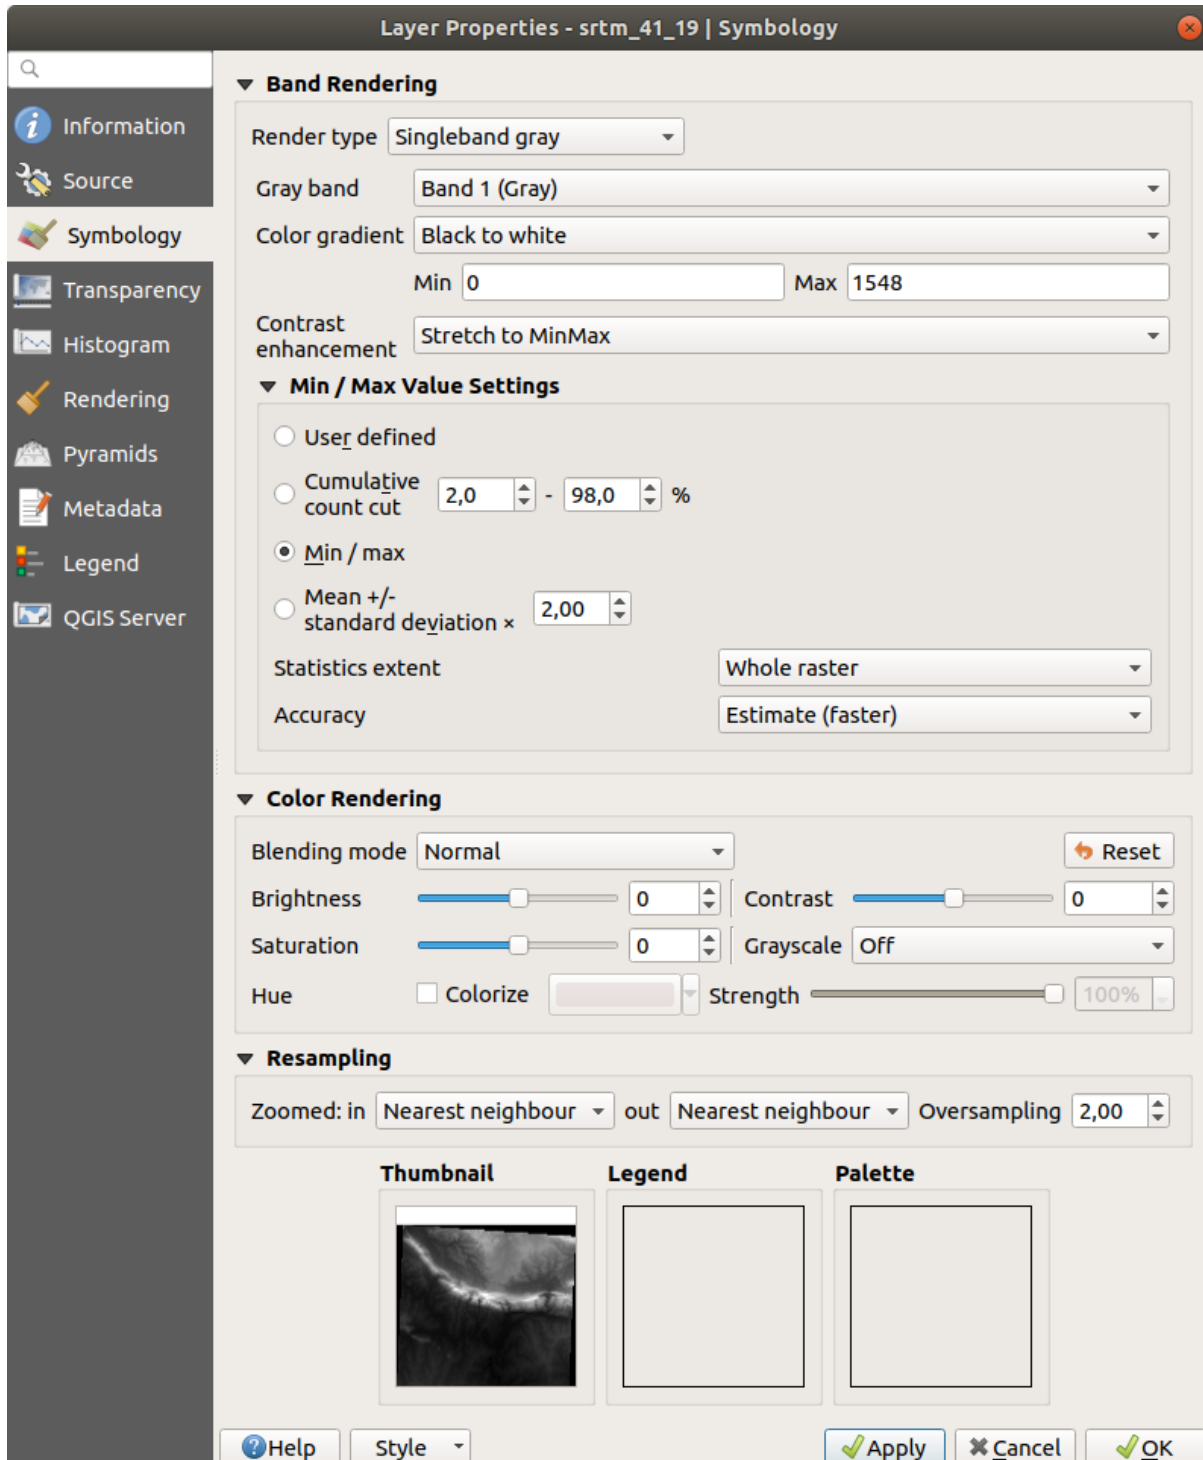 Layer Properties - srtm_41_19 | Symbology
Information
Source
Symbology
Transparency
Histogram
Rendering
Pyramids
Metadata
Legend
QGIS Server
Band Rendering
Render type Singleband gray
Gray band Band 1 (Gray)
Color gradient Black to white
Min 0 Max 1548
Contrast
enhancement Stretch to MinMax
Min / Max Value Settings
User defined
Cumulative
count cut 2,0 - 98,0 %
Min / max
Mean +/-
standard deviation × 2,00
Statistics extent Whole raster
Accuracy Estimate (faster)
Color Rendering
Blending mode Normal Reset
Brightness 0 Contrast 0
Saturation 0 Grayscale Off
Hue Colorize Strength 100%
Resampling
Zoomed: in Nearest neighbour out Nearest neighbour Oversampling 2,00
Thumbnail Legend Palette
Help Style Apply Cancel OK